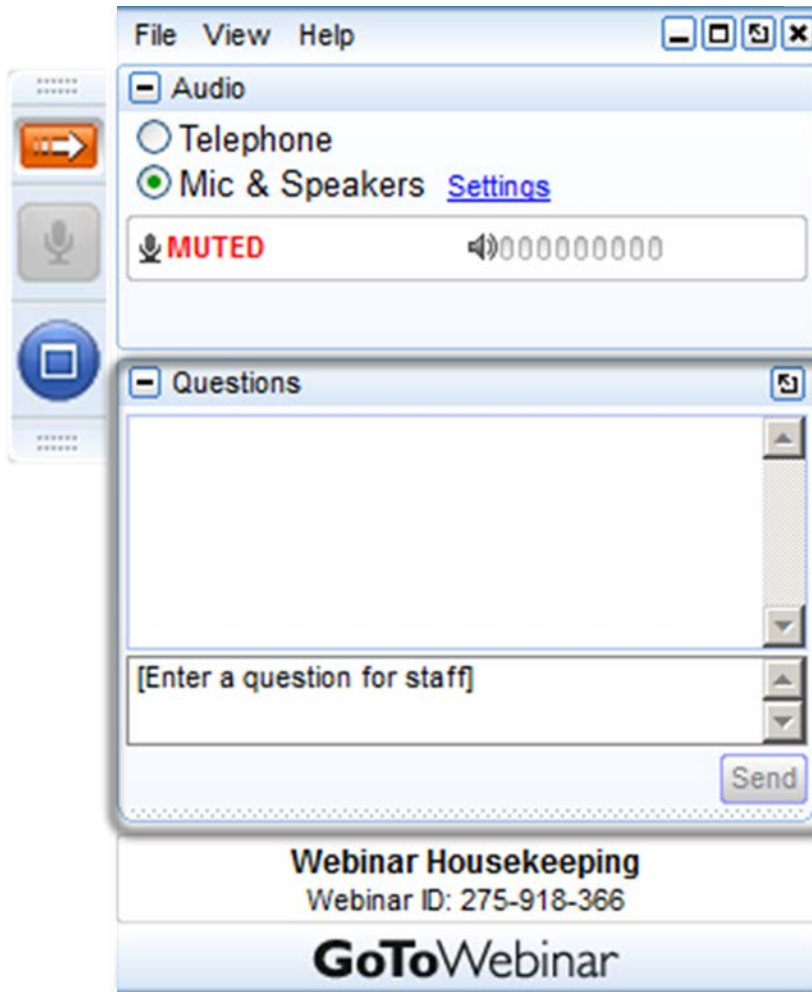 File View Help
Audio
Telephone
Mic & Speakers Settings
MUTED
Questions
[Enter a question for staff]
Send
Webinar Housekeeping
Webinar ID: 275-918-366
GoToWebinar